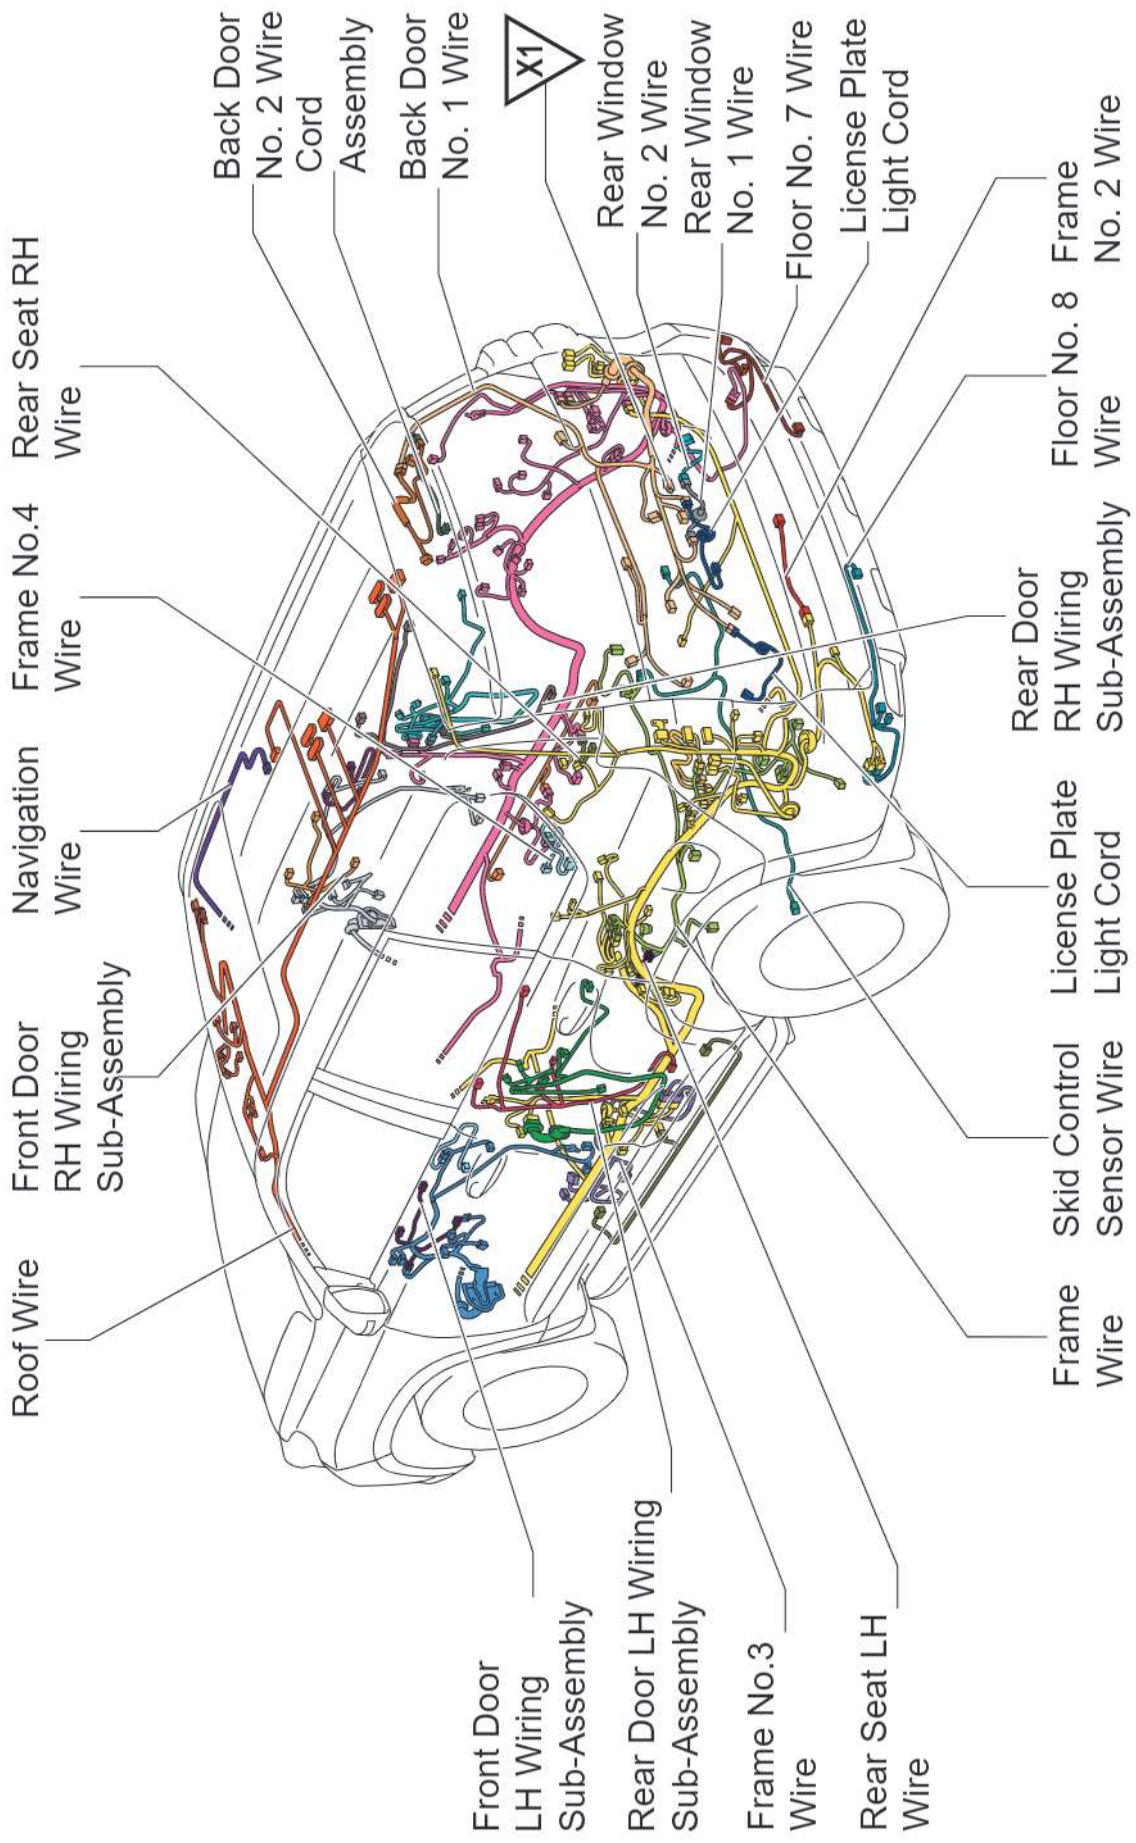 Roof Wire
Front Door
RH Wiring
Sub-Assembly
Navigation
Wire
Frame No.4
Wire
Rear Seat RH
Wire
Back Door
No. 2 Wire
Cord
Assembly
Back Door
No. 1 Wire
X1
Rear Window
No. 2 Wire
Rear Window
No. 1 Wire
Floor No. 7 Wire
License Plate
Light Cord
Front Door
LH Wiring
Sub-Assembly
Rear Door LH Wiring
Sub-Assembly
Frame No.3
Wire
Rear Seat LH
Wire
Frame
Wire
Skid Control
Sensor Wire
License Plate
Light Cord
Rear Door
RH Wiring
Sub-Assembly
Floor No. 8
Wire
Frame
No. 2 Wire